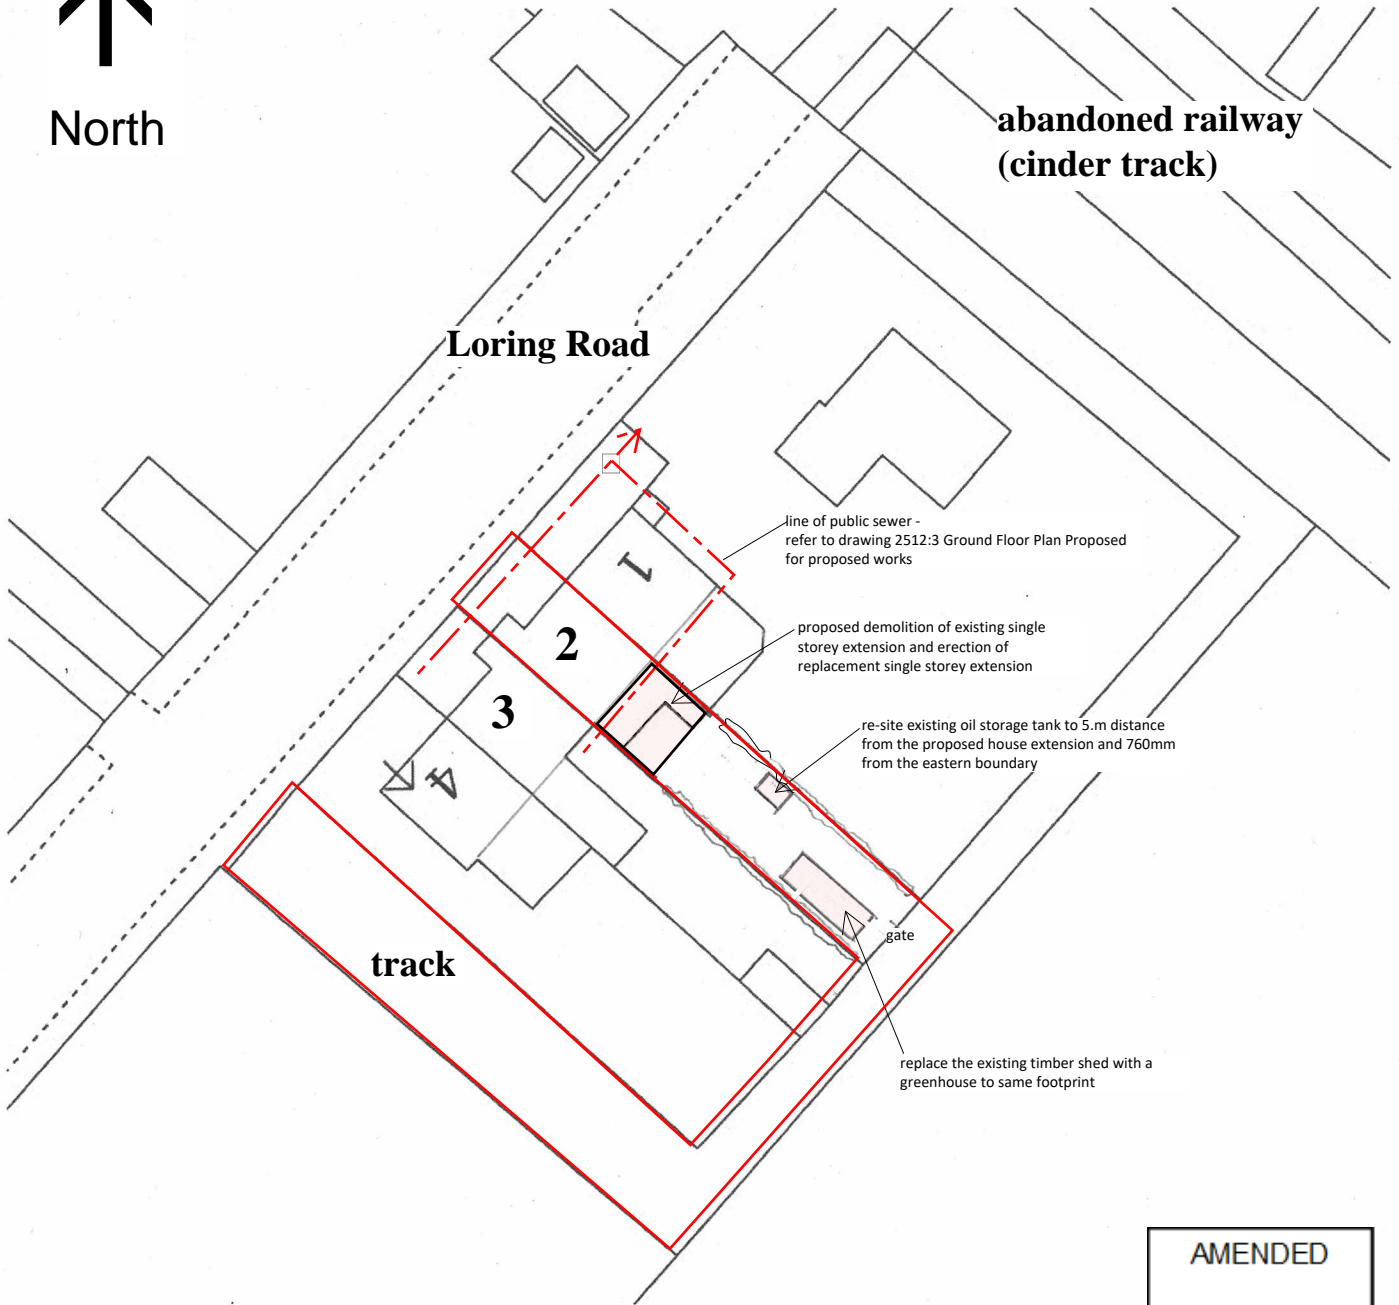 North
abandoned railway
(cinder track)
Loring Road
line of public sewer -
refer to drawing 2512:3 Ground Floor Plan Proposed
for proposed works
1
2
proposed demolition of existing single
storey extension and erection of
replacement single storey extension
3
re-site existing oil storage tank to 5.m distance
from the proposed house extension and 760mm
from the eastern boundary
4
gate
track
replace the existing timber shed with a
greenhouse to same footprint
AMENDED